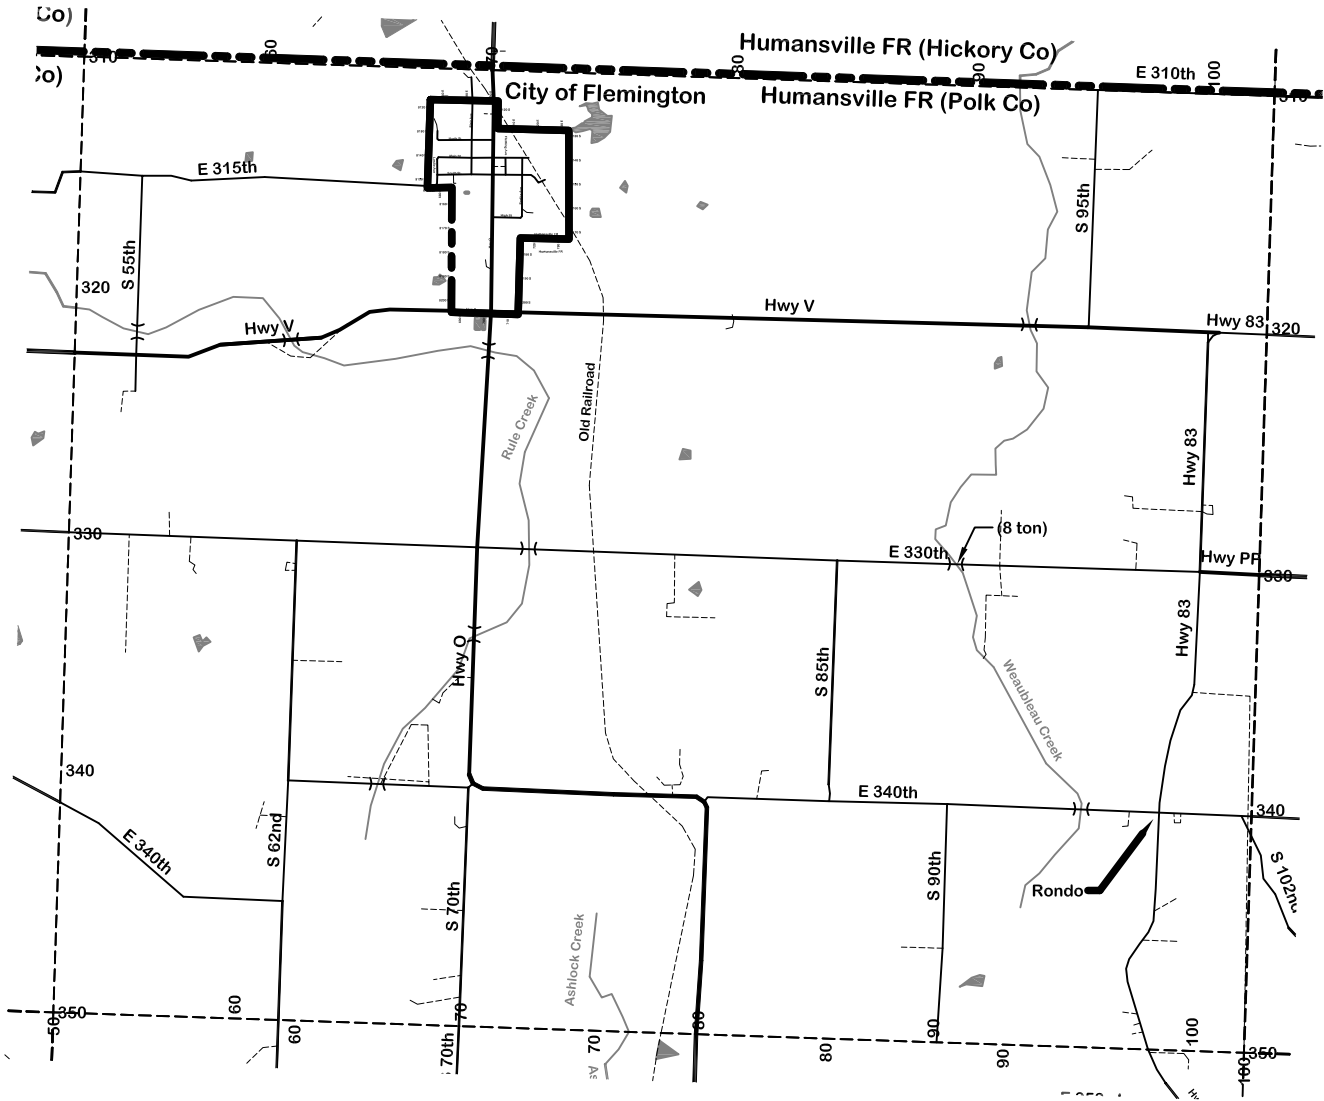 Co)
Humansville FR (Hickory Co)
60
70
80
90
100
E 310th
310
310
Co)
City of Flemington
Humansville FR (Polk Co)
E 315th
S 55th
S 95th
320
Hwy V
Hwy V
Hwy 83
320
Rule Creek
Old Railroad
Hwy 83
330
(8 ton)
E 330th
Hwy PP
330
Hwy O
S 85th
Hwy 83
Weaubleau Creek
340
E 340th
340
E 340th
S 62nd
S 70th
S 90th
Rondo
S 102nd
Ashlock Creek
350
50
60
60
70
70th
70
80
80
90
90
100
100
350